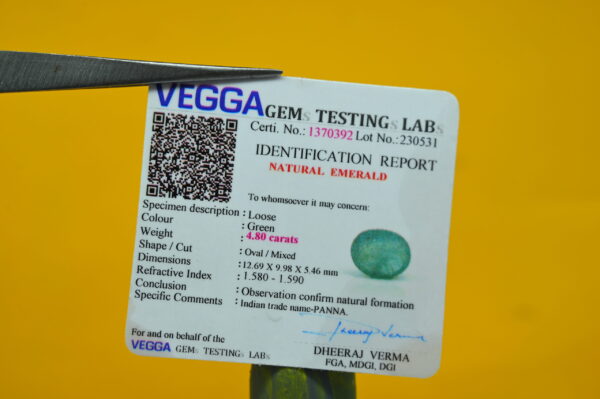 VEGGA GEMs TESTINGs LABs
Certi. No.: 1370392 Lot No.:230531
IDENTIFICATION REPORT
NATURAL EMERALD
To whomsoever it may concern:
Specimen description : Loose
Colour : Green
Weight : 4.80 carats
Shape / Cut : Oval / Mixed
Dimensions : 12.69 X 9.98 X 5.46 mm
Refractive Index : 1.580 - 1.590
Conclusion : Observation confirm natural formation
Specific Comments : Indian trade name-PANNA.
Dheeraj Verma
For and on behalf of the
VEGGA GEMs TESTINGs LABs
DHEERAJ VERMA
FGA, MDGI, DGI